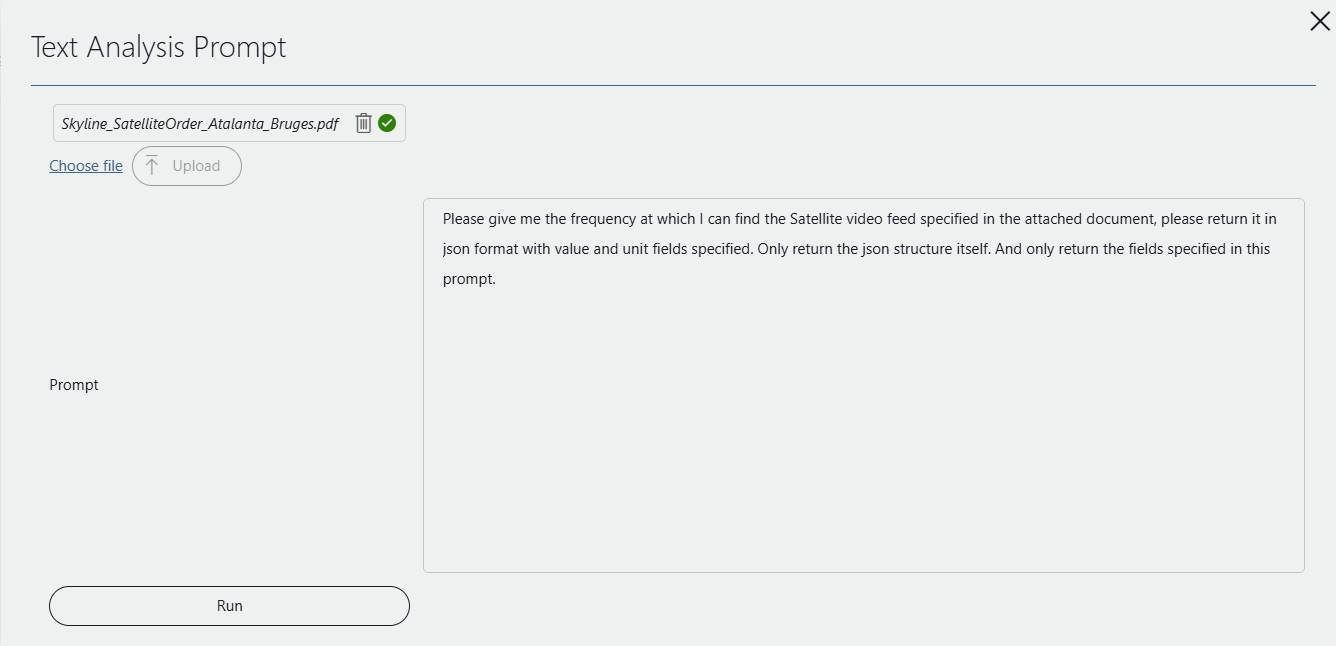 Text Analysis Prompt
Skyline_SatelliteOrder_Atalanta_Bruges.pdf
Choose file
Upload
Please give me the frequency at which I can find the Satellite video feed specified in the attached document, please return it in
json format with value and unit fields specified. Only return the json structure itself. And only return the fields specified in this
prompt.
Prompt
Run